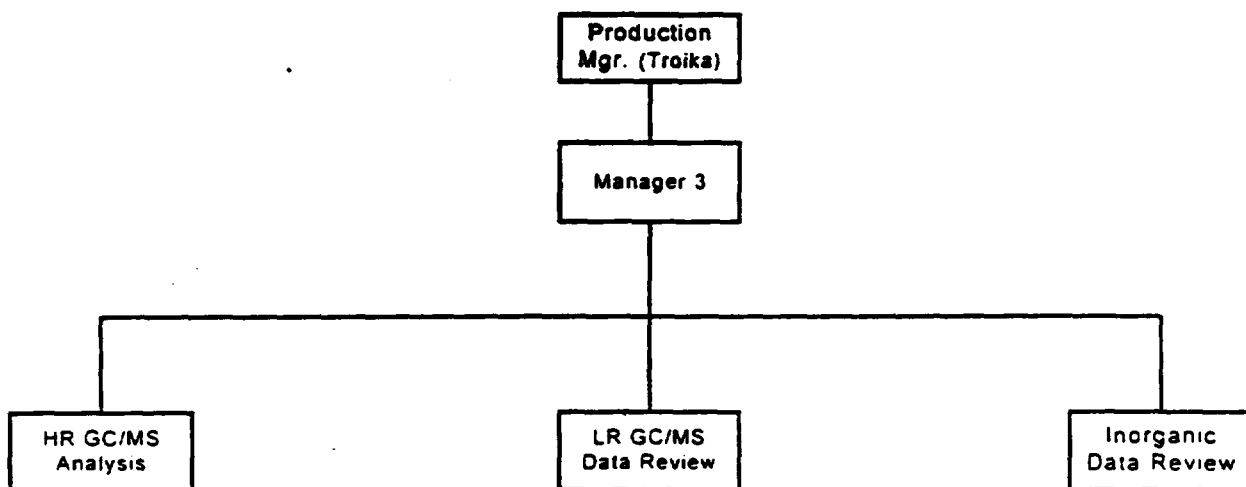 Production
Mgr. (Troika)
Manager 3
HR GC/MS
Analysis
LR GC/MS
Data Review
Inorganic
Data Review